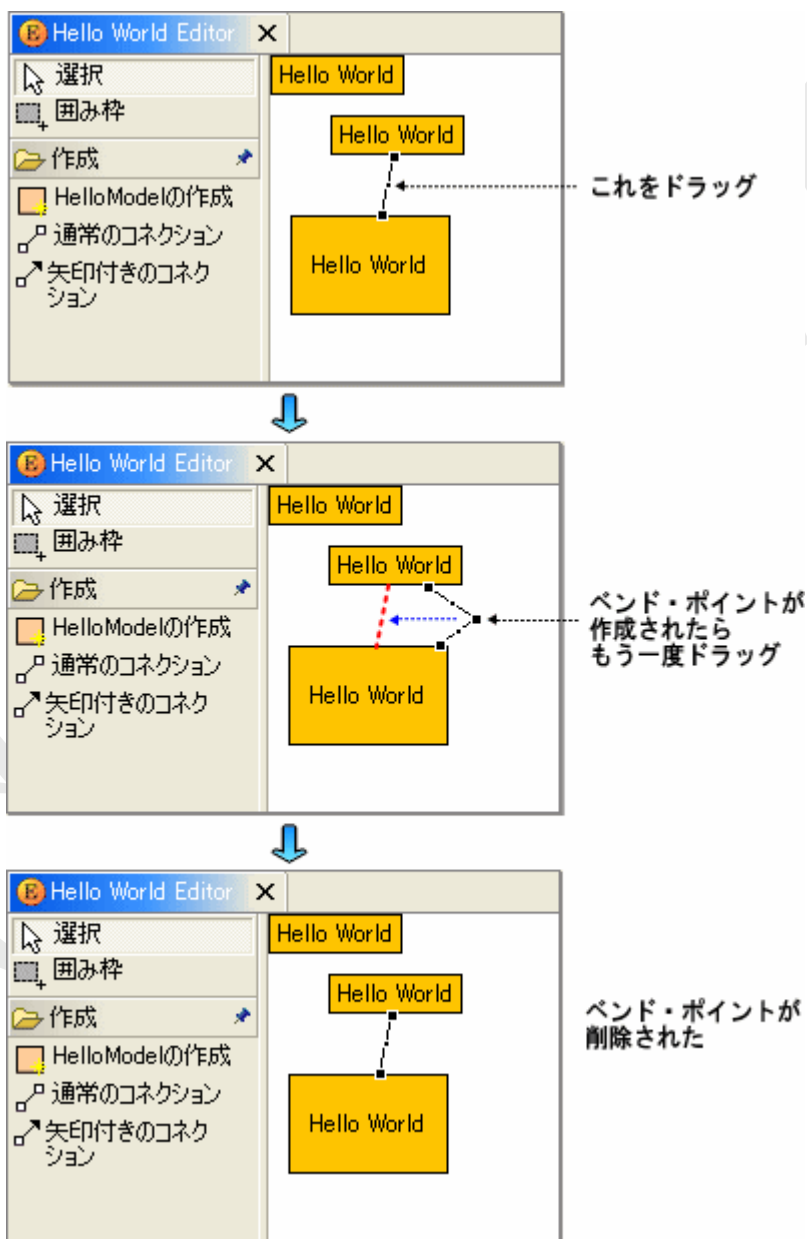 Hello World Editor
選択
囲み枠
作成
HelloModelの作成
通常のコネクション
矢印付きのコネク
ション
Hello World
Hello World
Hello World
これをドラッグ
Hello World Editor
選択
囲み枠
作成
HelloModelの作成
通常のコネクション
矢印付きのコネク
ション
Hello World
Hello World
Hello World
ベンド・ポイントが
作成されたら
もう一度ドラッグ
Hello World Editor
選択
囲み枠
作成
HelloModelの作成
通常のコネクション
矢印付きのコネク
ション
Hello World
Hello World
Hello World
ベンド・ポイントが
削除された